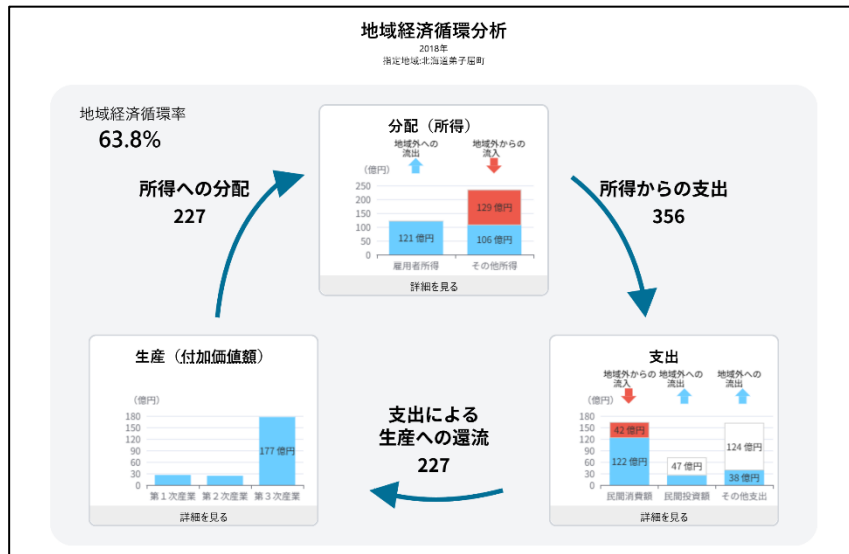 地域経済循環分析
2018年
指定地域:北海道弟子屈町
地域経済循環率
63.8%
分配（所得）
地域外への
流出
地域外からの
流入
（億円）
250
200
150
100
50
0
129 億円
121 億円
106 億円
雇用者所得
その他所得
詳細を見る
所得への分配
227
所得からの支出
356
生産（付加価値額）
（億円）
180
150
120
90
60
30
0
177 億円
第１次産業
第２次産業
第３次産業
詳細を見る
支出による
生産への還流
227
支出
地域外からの
流入
地域外への
流出
地域外への
流出
（億円）
180
150
120
90
60
30
0
42 億円
122 億円
47 億円
124 億円
38 億円
民間消費額
民間投資額
その他支出
詳細を見る